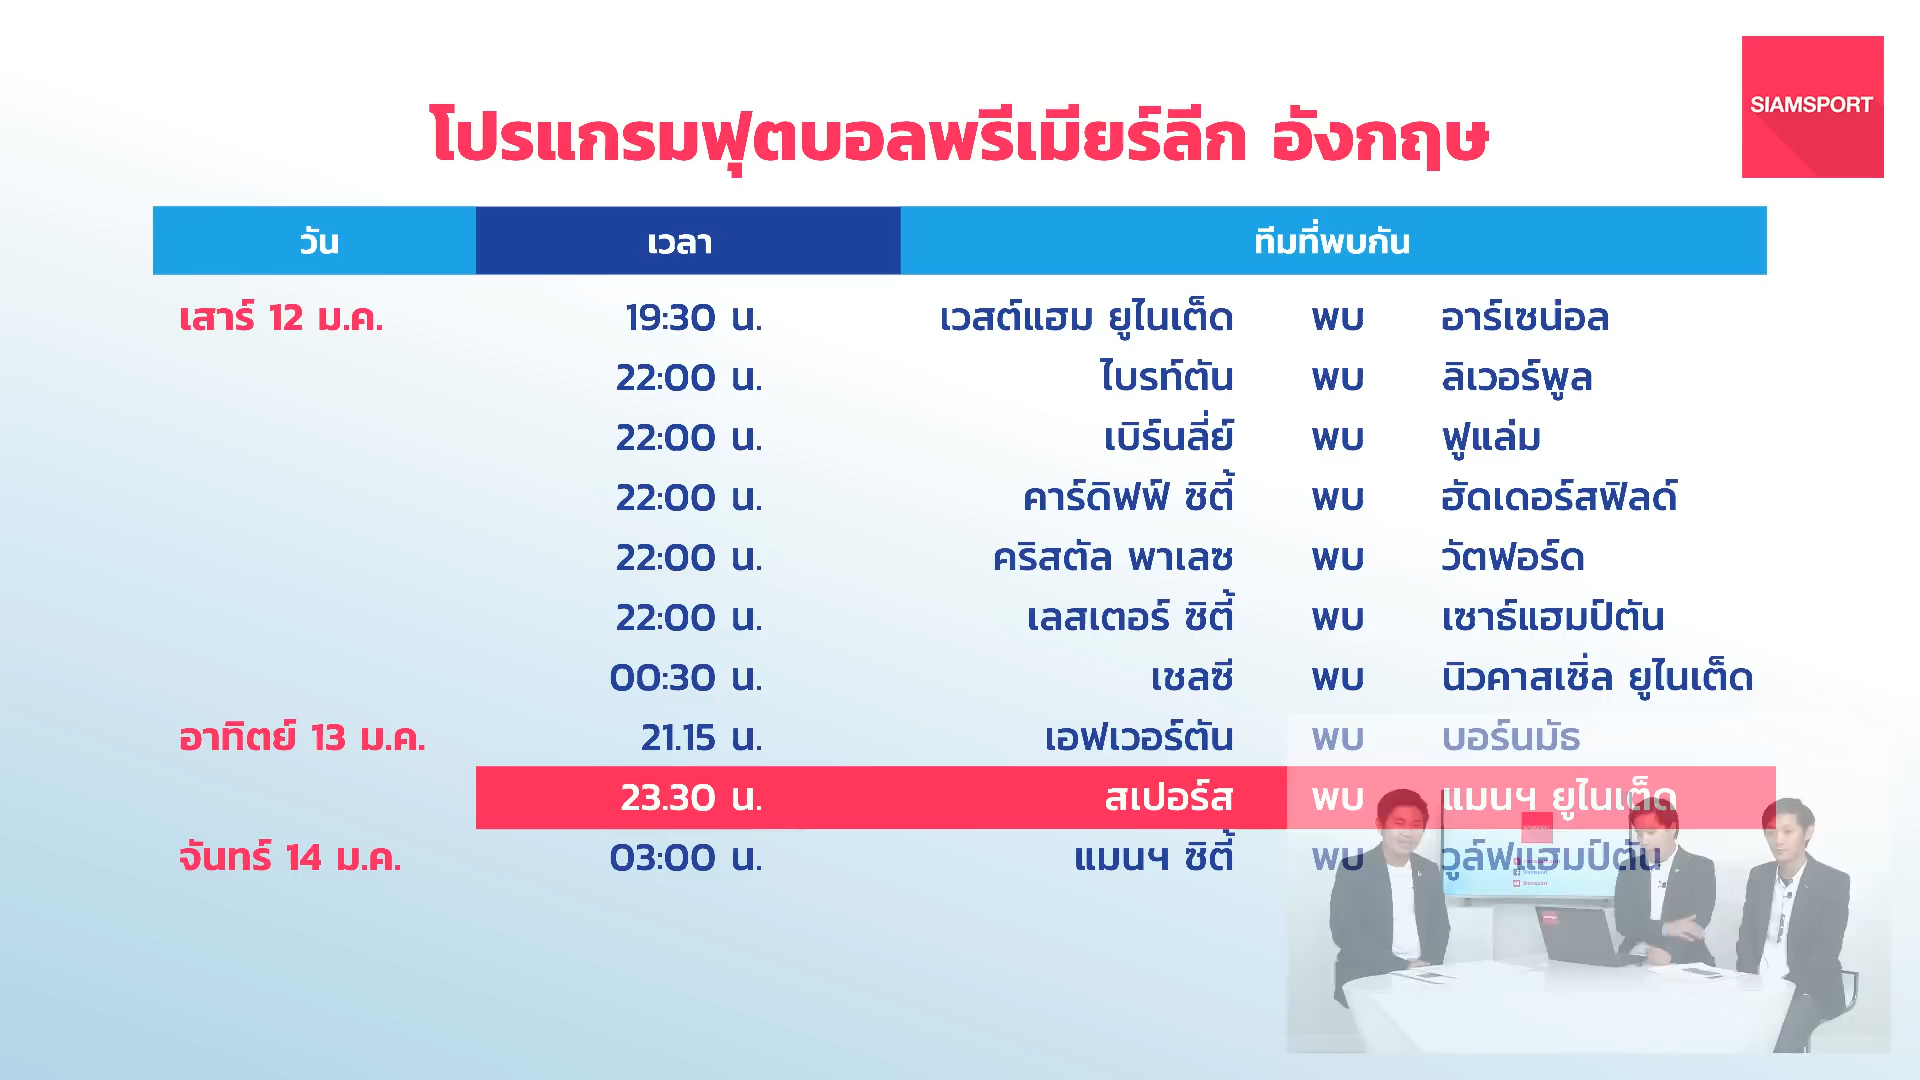 SIAMSPORT
โปรแกรมฟุตบอลพรีเมียร์ลีก อังกฤษ
วัน เวลา ทีมที่พบกัน
เสาร์ 12 ม.ค. 19:30 น. เวสต์แฮม ยูไนเต็ด พบ อาร์เซน่อล
22:00 น. ไบรท์ตัน พบ ลิเวอร์พูล
22:00 น. เบิร์นลี่ย์ พบ ฟูแล่ม
22:00 น. คาร์ดิฟฟ์ ซิตี้ พบ ฮัดเดอร์สฟิลด์
22:00 น. คริสตัล พาเลซ พบ วัตฟอร์ด
22:00 น. เลสเตอร์ ซิตี้ พบ เซาธ์แฮมป์ตัน
00:30 น. เชลซี พบ นิวคาสเซิ่ล ยูไนเต็ด
อาทิตย์ 13 ม.ค. 21.15 น. เอฟเวอร์ตัน พบ บอร์นมัธ
23.30 น. สเปอร์ส พบ แมนฯ ยูไนเต็ด
จันทร์ 14 ม.ค. 03:00 น. แมนฯ ซิตี้ พบ วูล์ฟแฮมป์ตัน